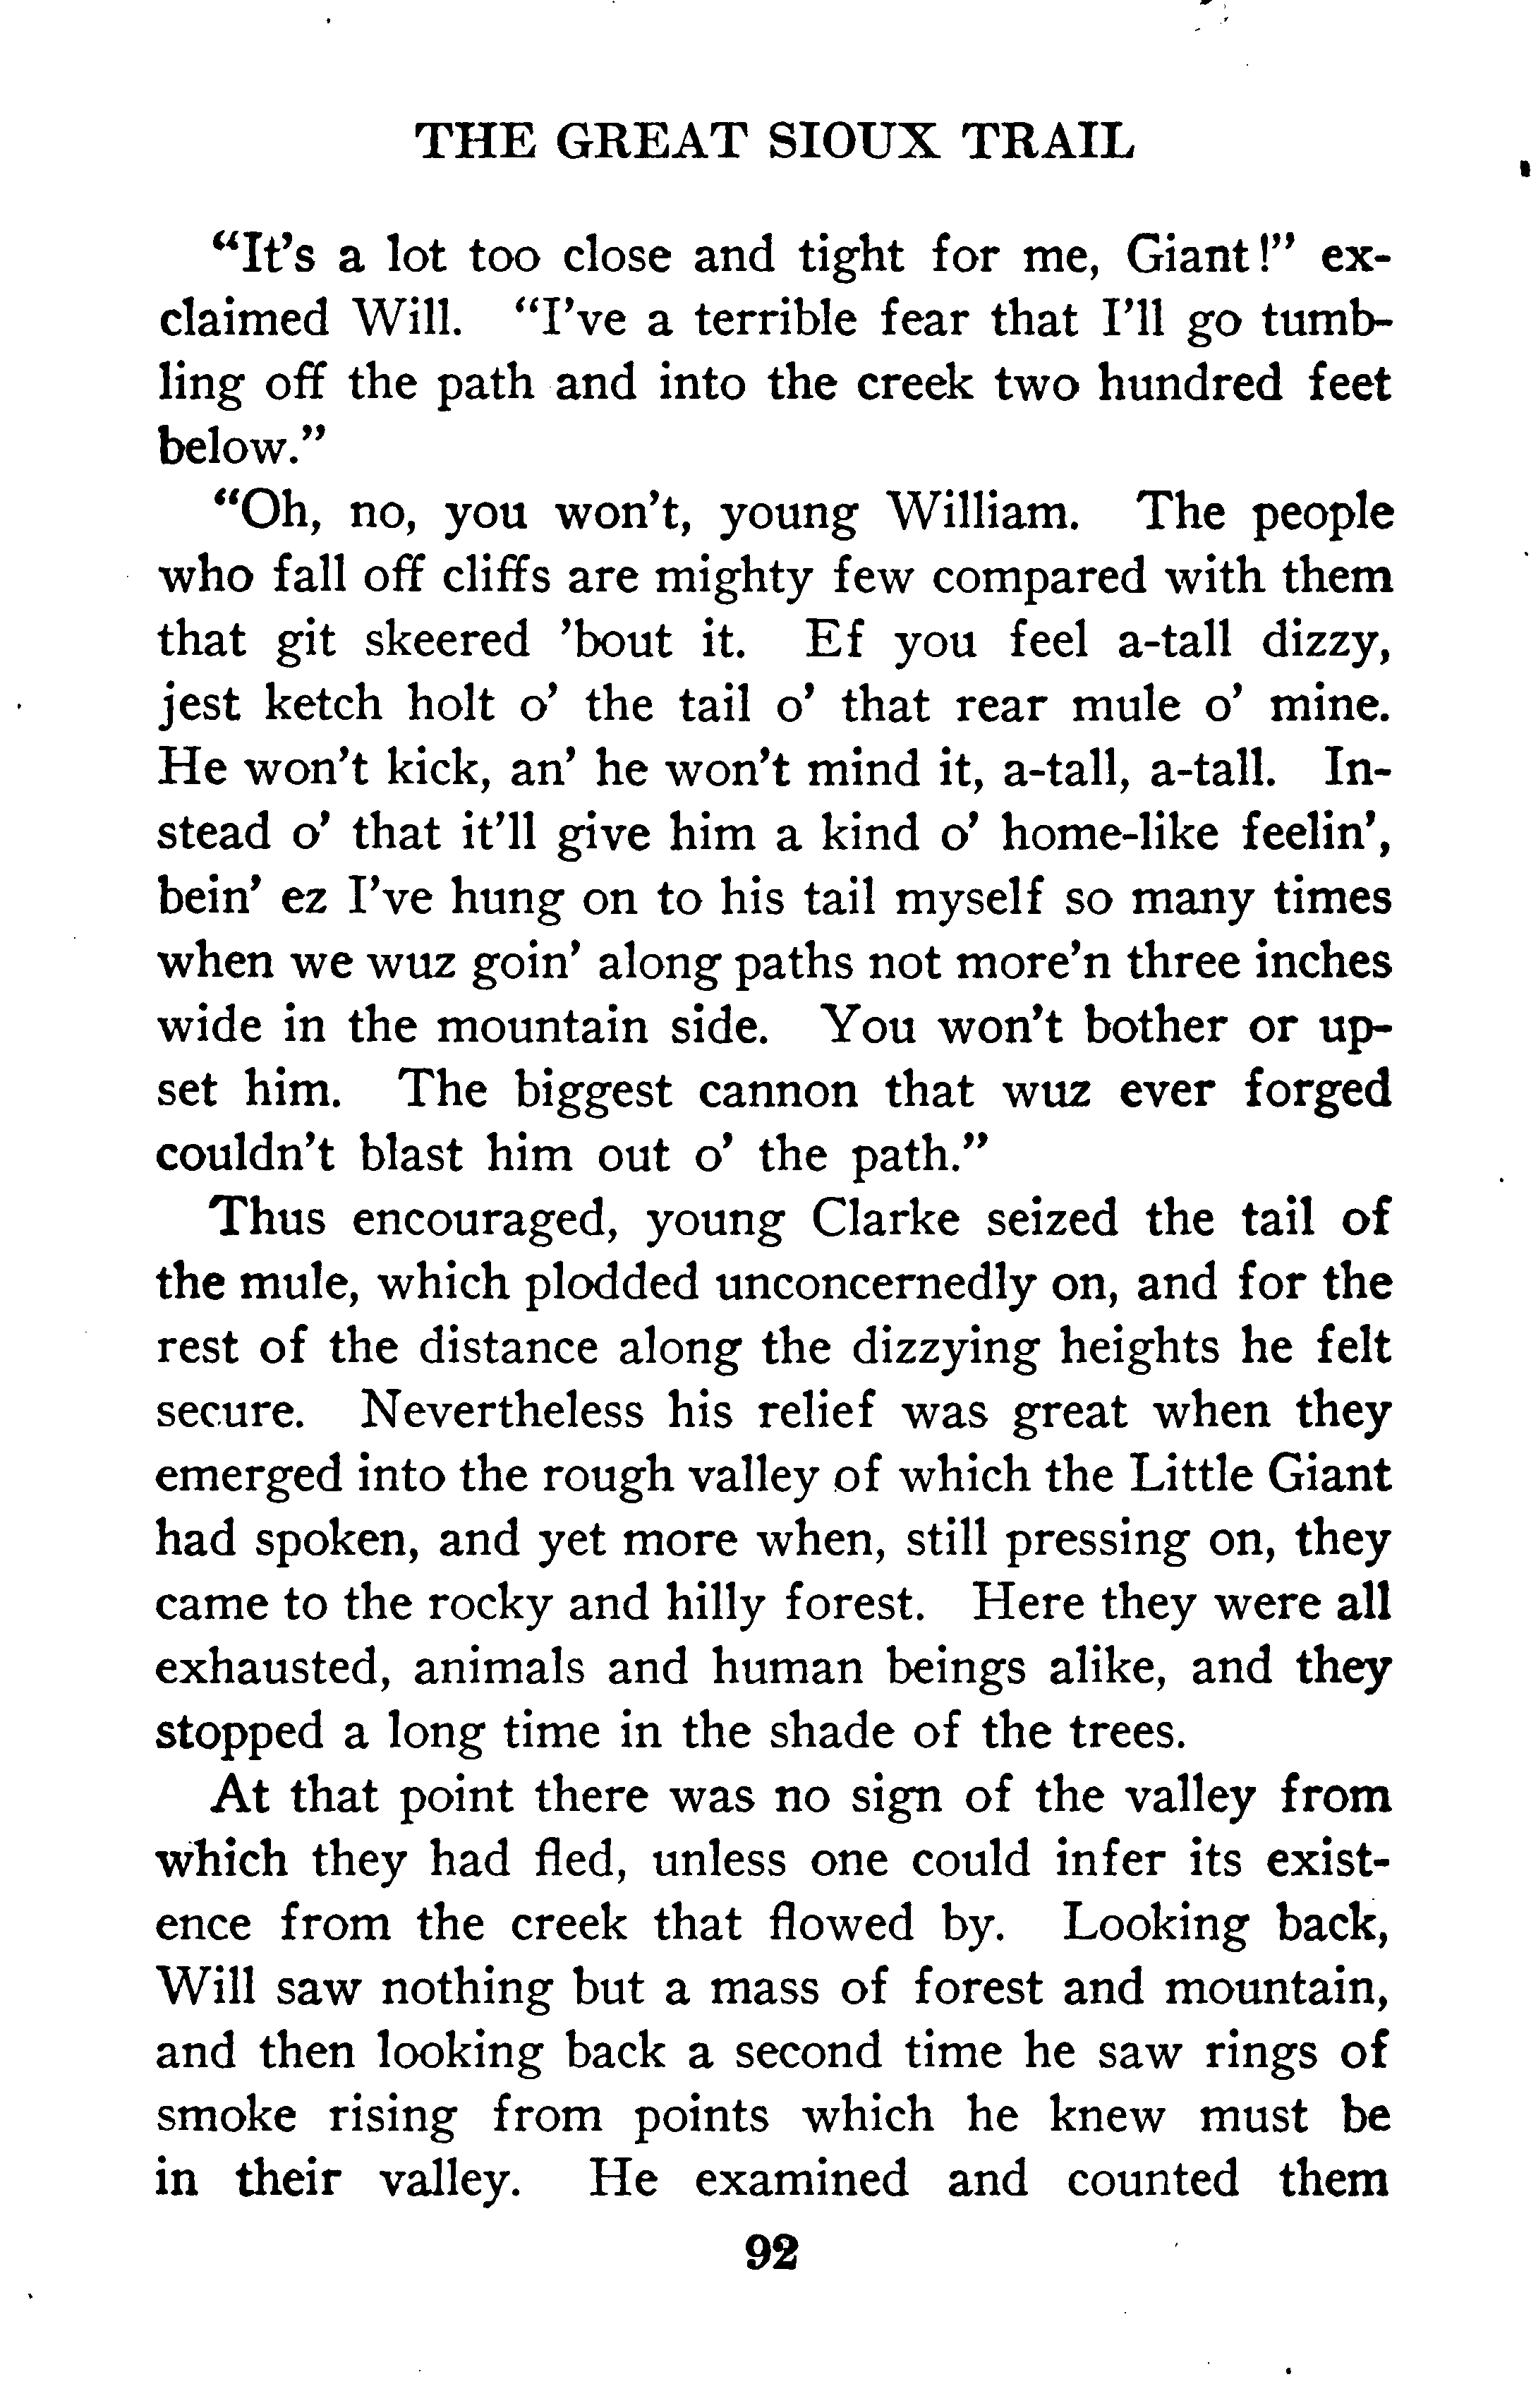 THE GREAT SIOUX TRAIL
"It's a lot too close and tight for me, Giant!" ex-
claimed Will. "I've a terrible fear that I'll go tumb-
ling off the path and into the creek two hundred feet
below."
"Oh, no, you won't, young William. The people
who fall off cliffs are mighty few compared with them
that git skeered 'bout it. Ef you feel a-tall dizzy,
jest ketch holt o' the tail o' that rear mule o' mine.
He won't kick, an' he won't mind it, a-tall, a-tall. In-
stead o' that it'll give him a kind o' home-like feelin',
bein' ez I've hung on to his tail myself so many times
when we wuz goin' along paths not more'n three inches
wide in the mountain side. You won't bother or up-
set him. The biggest cannon that wuz ever forged
couldn't blast him out o' the path."
Thus encouraged, young Clarke seized the tail of
the mule, which plodded unconcernedly on, and for the
rest of the distance along the dizzying heights he felt
secure. Nevertheless his relief was great when they
emerged into the rough valley of which the Little Giant
had spoken, and yet more when, still pressing on, they
came to the rocky and hilly forest. Here they were all
exhausted, animals and human beings alike, and they
stopped a long time in the shade of the trees.
At that point there was no sign of the valley from
which they had fled, unless one could infer its exist-
ence from the creek that flowed by. Looking back,
Will saw nothing but a mass of forest and mountain,
and then looking back a second time he saw rings of
smoke rising from points which he knew must be
in their valley. He examined and counted them
92